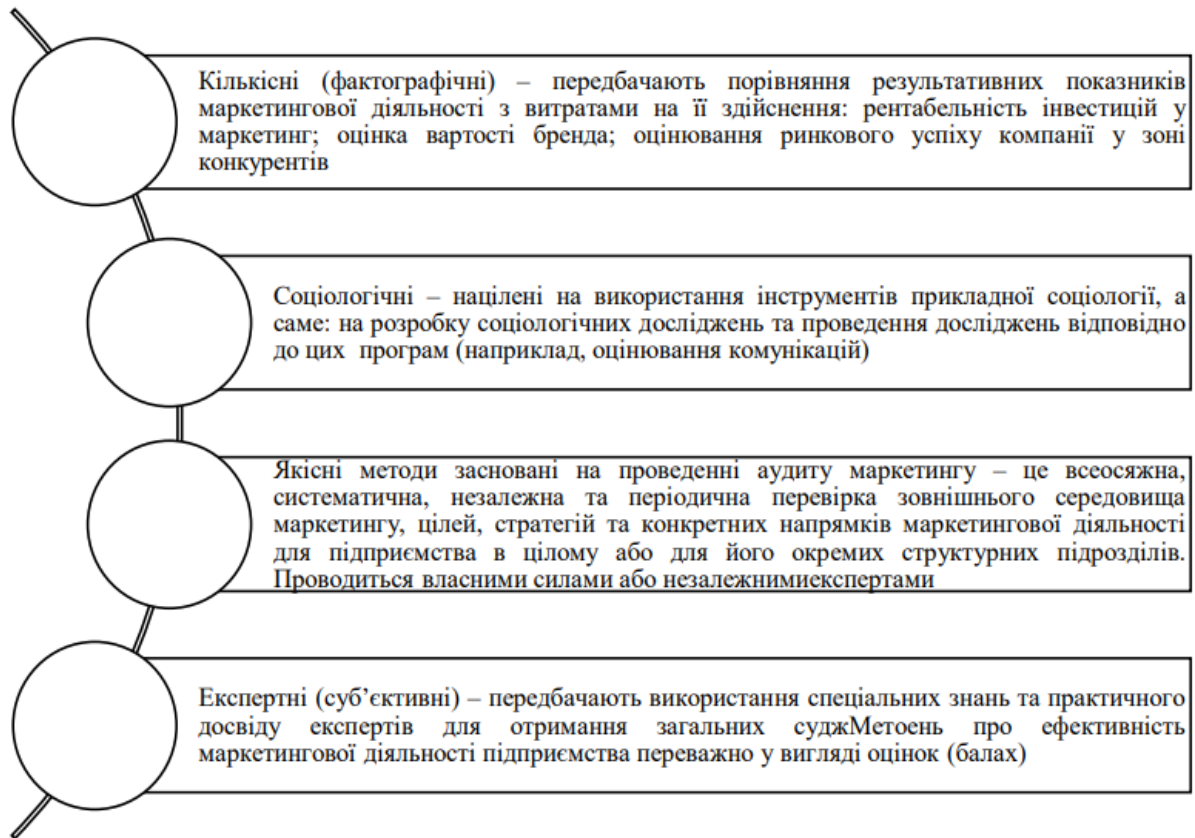 Кількісні (фактографічні) – передбачають порівняння результативних показників
маркетингової діяльності з витратами на її здійснення: рентабельність інвестицій у
маркетинг; оцінка вартості бренда; оцінювання ринкового успіху компанії у зоні
конкурентів
Соціологічні – націлені на використання інструментів прикладної соціології, а
саме: на розробку соціологічних досліджень та проведення досліджень відповідно
до цих програм (наприклад, оцінювання комунікацій)
Якісні методи засновані на проведенні аудиту маркетингу – це всеосяжна,
систематична, незалежна та періодична перевірка зовнішнього середовища
маркетингу, цілей, стратегій та конкретних напрямків маркетингової діяльності
для підприємства в цілому або для його окремих структурних підрозділів.
Проводиться власними силами або незалежнимиекспертами
Експертні (суб’єктивні) – передбачають використання спеціальних знань та практичного
досвіду експертів для отримання загальних суджМетоень про ефективність
маркетингової діяльності підприємства переважно у вигляді оцінок (балах)